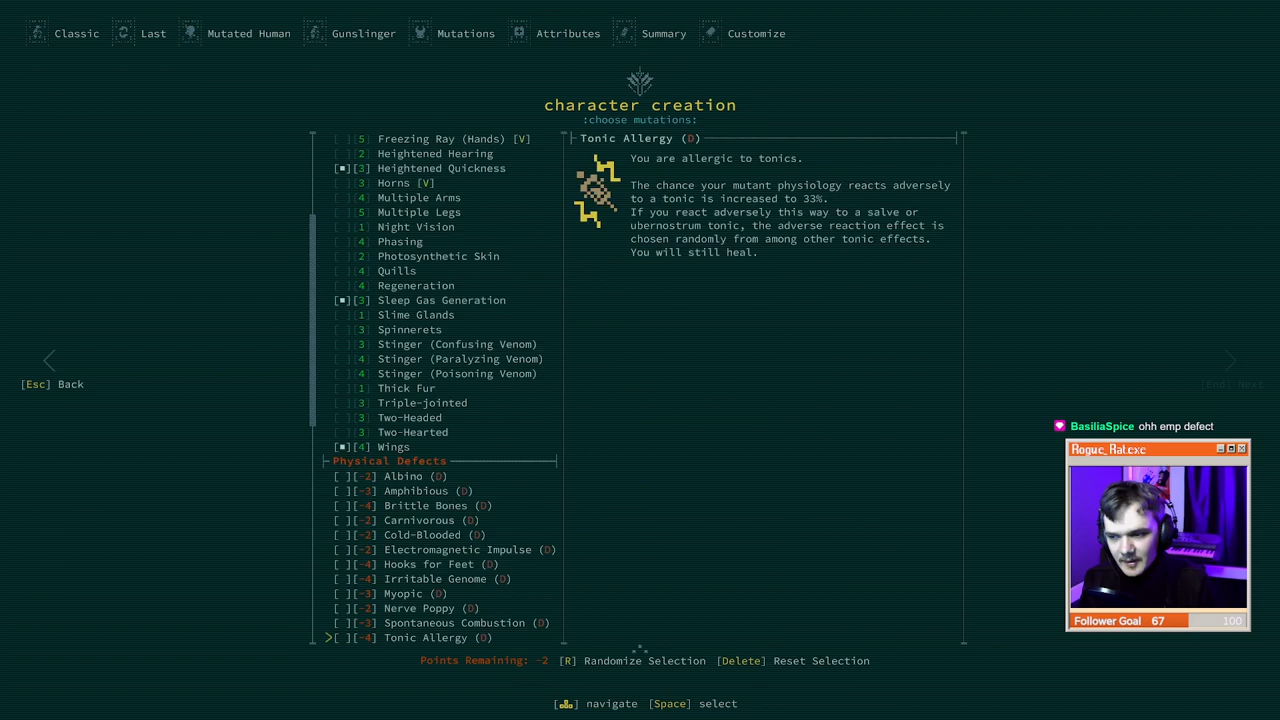 Classic Last Mutated Human Gunslinger Mutations Attributes Summary Customize
character creation
:choose mutations:
[ ][5] Freezing Ray (Hands) [V]
[ ][2] Heightened Hearing
[■][3] Heightened Quickness
[ ][3] Horns [V]
[ ][4] Multiple Arms
[ ][5] Multiple Legs
[ ][1] Night Vision
[ ][4] Phasing
[ ][2] Photosynthetic Skin
[ ][4] Quills
[ ][4] Regeneration
[■][3] Sleep Gas Generation
[ ][1] Slime Glands
[ ][3] Spinnerets
[ ][3] Stinger (Confusing Venom)
[ ][4] Stinger (Paralyzing Venom)
[ ][4] Stinger (Poisoning Venom)
[ ][1] Thick Fur
[ ][3] Triple-jointed
[ ][3] Two-Headed
[ ][3] Two-Hearted
[■][4] Wings
Physical Defects
[ ][-2] Albino (D)
[ ][-3] Amphibious (D)
[ ][-4] Brittle Bones (D)
[ ][-2] Carnivorous (D)
[ ][-2] Cold-Blooded (D)
[ ][-2] Electromagnetic Impulse (D)
[ ][-4] Hooks for Feet (D)
[ ][-4] Irritable Genome (D)
[ ][-3] Myopic (D)
[ ][-2] Nerve Poppy (D)
[ ][-3] Spontaneous Combustion (D)
>[ ][-4] Tonic Allergy (D)
Tonic Allergy (D)
You are allergic to tonics.
The chance your mutant physiology reacts adversely
to a tonic is increased to 33%.
If you react adversely this way to a salve or
ubernostrum tonic, the adverse reaction effect is
chosen randomly from among other tonic effects.
You will still heal.
[Esc] Back
[End] Next
BasiliaSpice ohh emp defect
Rogue_Rat.exe
Follower Goal 67 100
Points Remaining: -2 [R] Randomize Selection [Delete] Reset Selection
navigate [Space] select